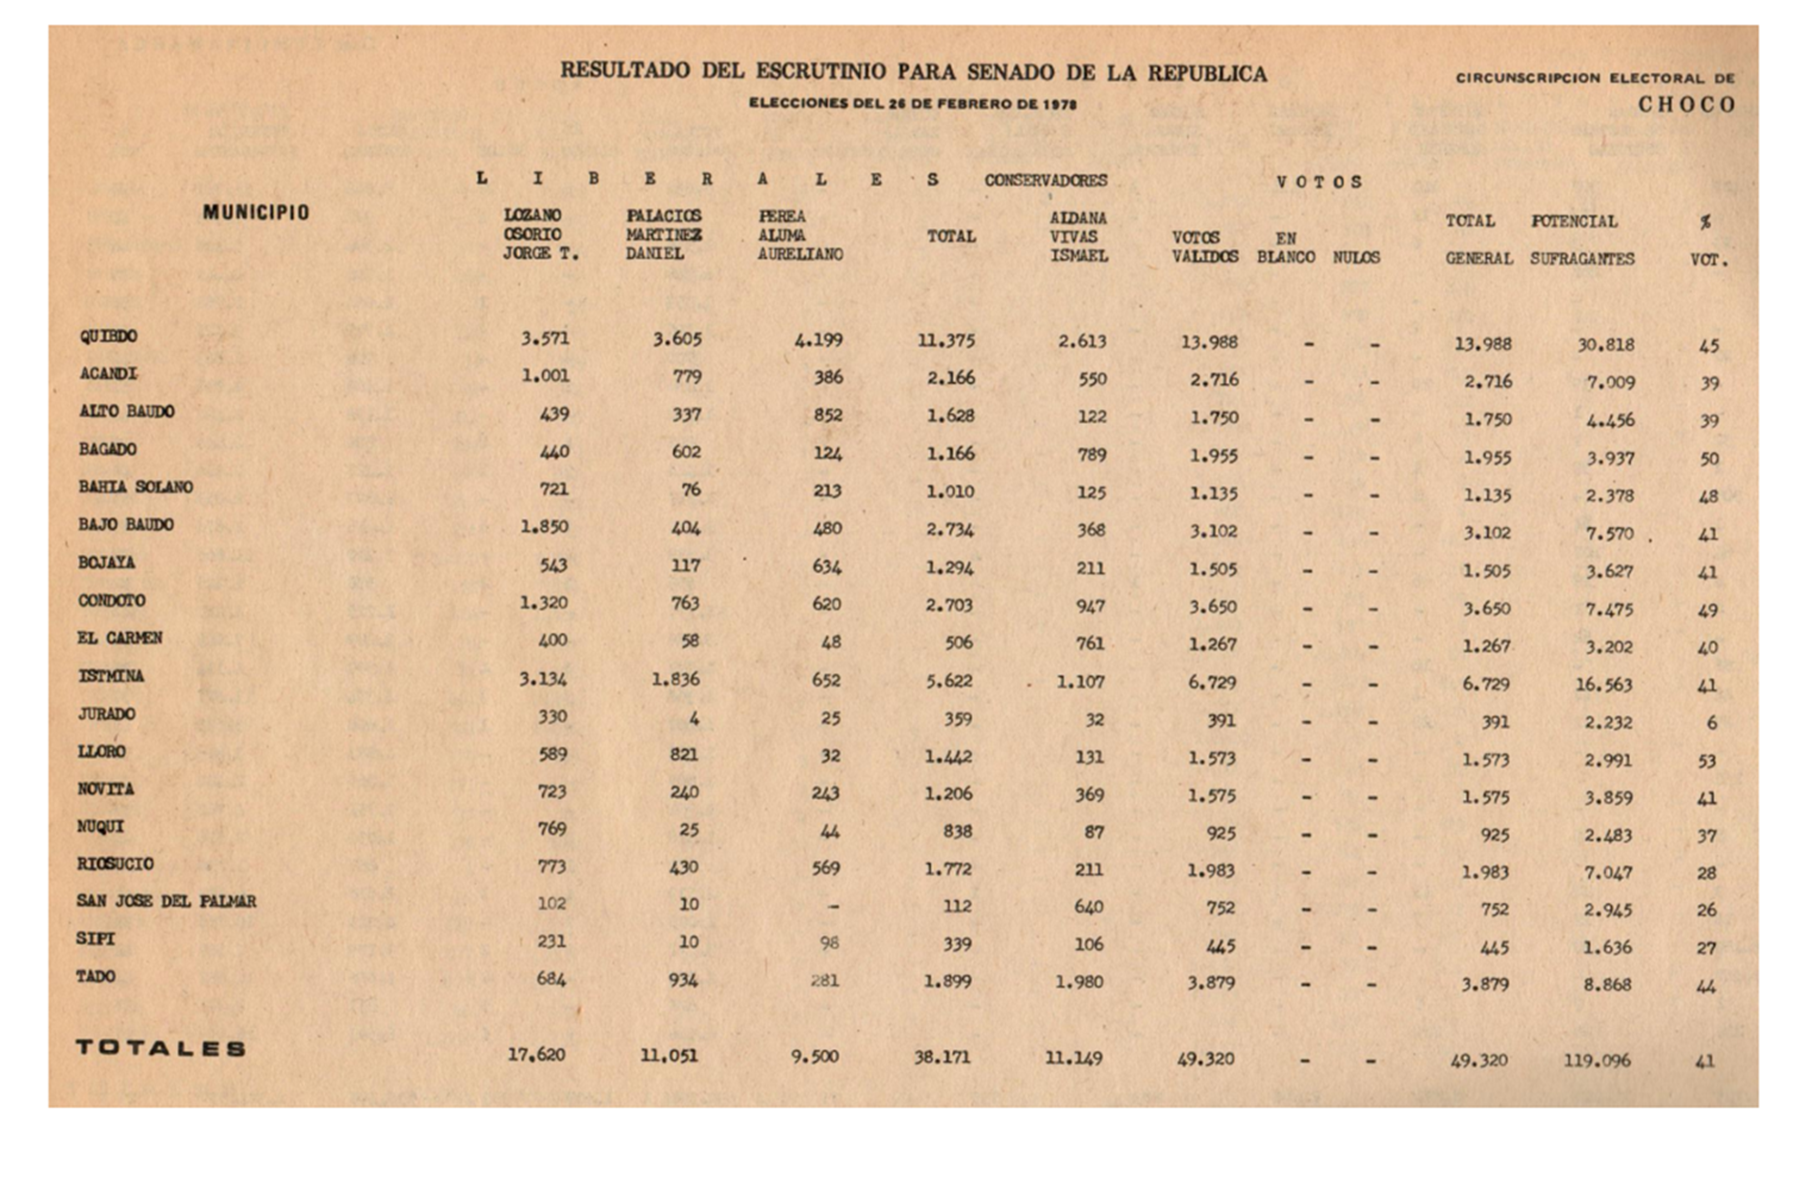 RESULTADO DEL ESCRUTINIO PARA SENADO DE LA REPUBLICA
CIRCUNSCRIPCION ELECTORAL DE
ELECCIONES DEL 26 DE FEBRERO DE 1978
CHOCO
L I B E R A L E S CONSERVADORES V O T O S
MUNICIPIO LOZANO PALACIOS PEREA AIDANA TOTAL POTENCIAL %
OSORIO MARTINEZ ALUMA TOTAL VIVAS VOTOS EN
JORGE T. DANIEL AURELIANO ISMAEL VALIDOS BLANCO NULOS GENERAL SUFRAGANTES VOT.
QUIBDO 3.571 3.605 4.199 11.375 2.613 13.988 - - 13.988 30.818 45
ACANDI 1.001 779 386 2.166 550 2.716 - - 2.716 7.009 39
ALTO BAUDO 439 337 852 1.628 122 1.750 - - 1.750 4.456 39
BAGADO 440 602 124 1.166 789 1.955 - - 1.955 3.937 50
BAHIA SOLANO 721 76 213 1.010 125 1.135 - - 1.135 2.378 48
BAJO BAUDO 1.850 404 480 2.734 368 3.102 - - 3.102 7.570 41
BOJAYA 543 117 634 1.294 211 1.505 - - 1.505 3.627 41
CONDOTO 1.320 763 620 2.703 947 3.650 - - 3.650 7.475 49
EL CARMEN 400 58 48 506 761 1.267 - - 1.267 3.202 40
ISTMINA 3.134 1.836 652 5.622 1.107 6.729 - - 6.729 16.563 41
JURADO 330 4 25 359 32 391 - - 391 2.232 6
LLORO 589 821 32 1.442 131 1.573 - - 1.573 2.991 53
NOVITA 723 240 243 1.206 369 1.575 - - 1.575 3.859 41
NUQUI 769 25 44 838 87 925 - - 925 2.483 37
RIOSUCIO 773 430 569 1.772 211 1.983 - - 1.983 7.047 28
SAN JOSE DEL PALMAR 102 10 - 112 640 752 - - 752 2.945 26
SIPI 231 10 98 339 106 445 - - 445 1.636 27
TADO 684 934 281 1.899 1.980 3.879 - - 3.879 8.868 44
TOTALES 17.620 11.051 9.500 38.171 11.149 49.320 - - 49.320 119.096 41